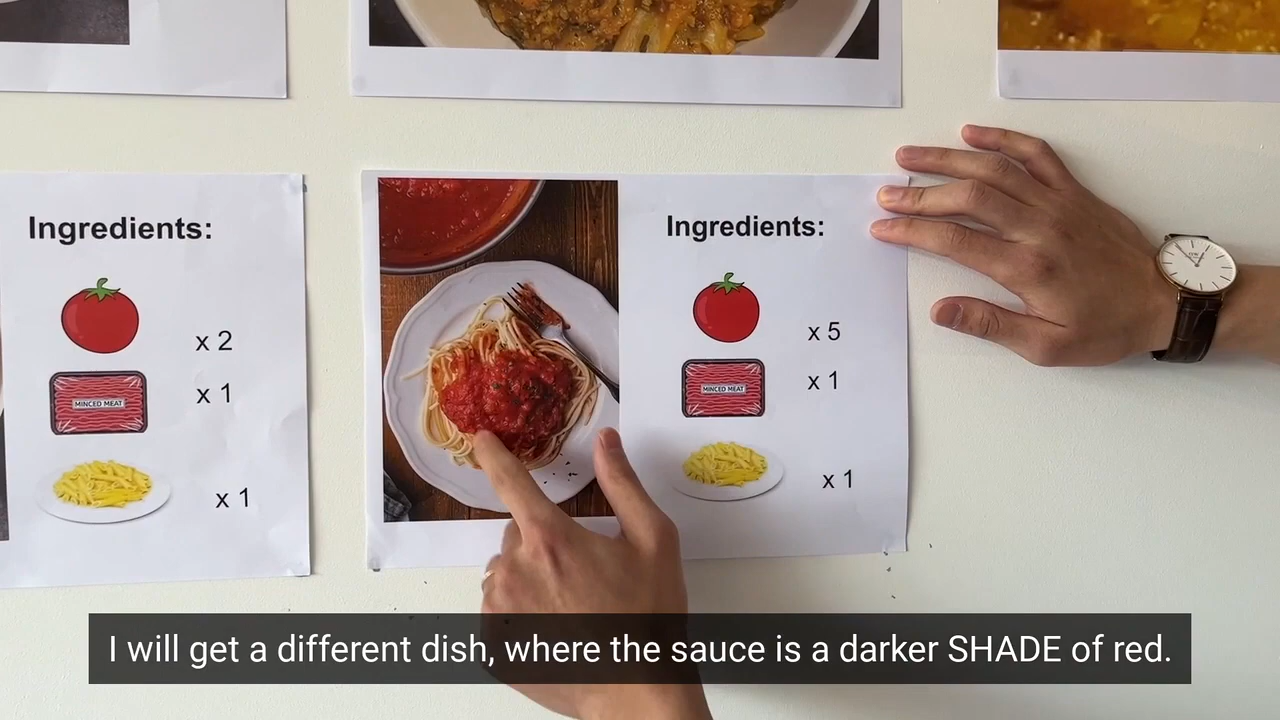 Ingredients:
x 2
MINCED MEAT
x 1
x 1
Ingredients:
x 5
MINCED MEAT
x 1
x 1
I will get a different dish, where the sauce is a darker SHADE of red.